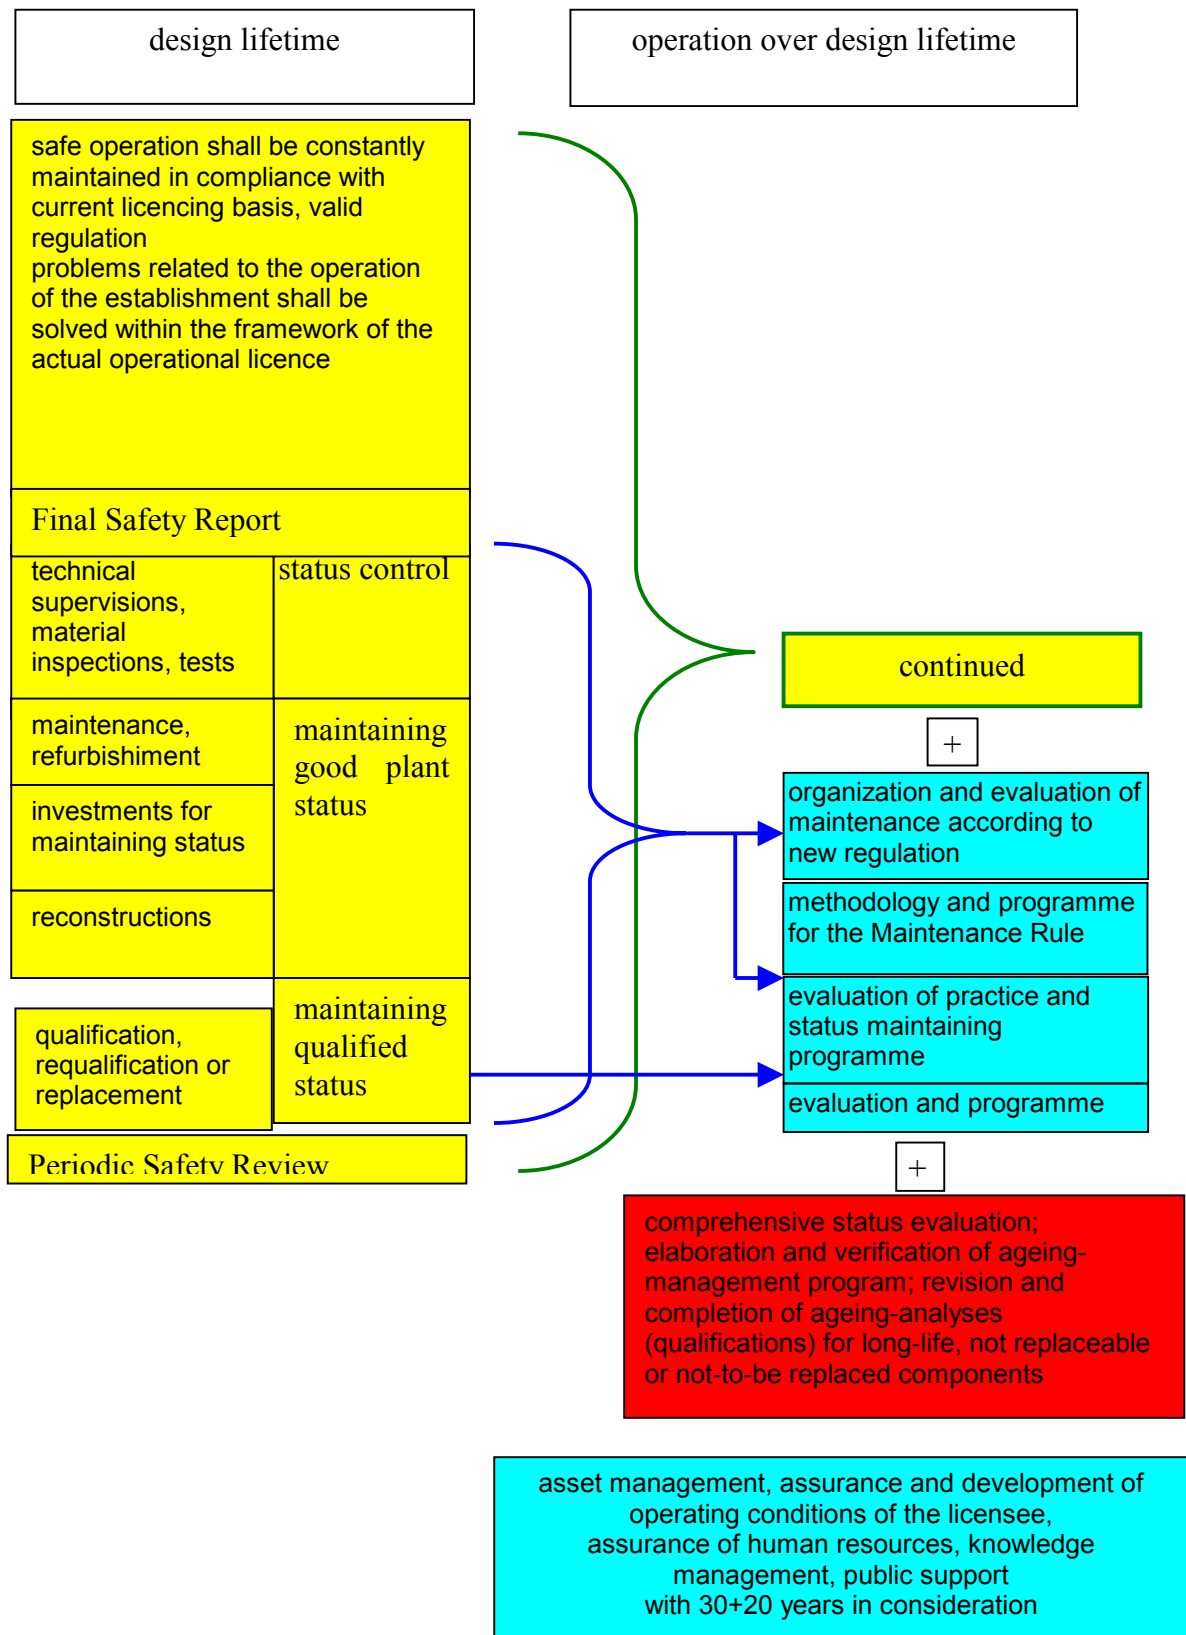 design lifetime
operation over design lifetime
safe operation shall be constantly
maintained in compliance with
current licencing basis, valid
regulation
problems related to the operation
of the establishment shall be
solved within the framework of the
actual operational licence
Final Safety Report
technical
supervisions,
material
inspections, tests
status control
maintenance,
refurbishiment
investments for
maintaining status
reconstructions
maintaining
good plant
status
qualification,
requalification or
replacement
maintaining
qualified
status
Periodic Safety Review
continued
+
organization and evaluation of
maintenance according to
new regulation
methodology and programme
for the Maintenance Rule
evaluation of practice and
status maintaining
programme
evaluation and programme
+
comprehensive status evaluation;
elaboration and verification of ageing-
management program; revision and
completion of ageing-analyses
(qualifications) for long-life, not replaceable
or not-to-be replaced components
asset management, assurance and development of
operating conditions of the licensee,
assurance of human resources, knowledge
management, public support
with 30+20 years in consideration